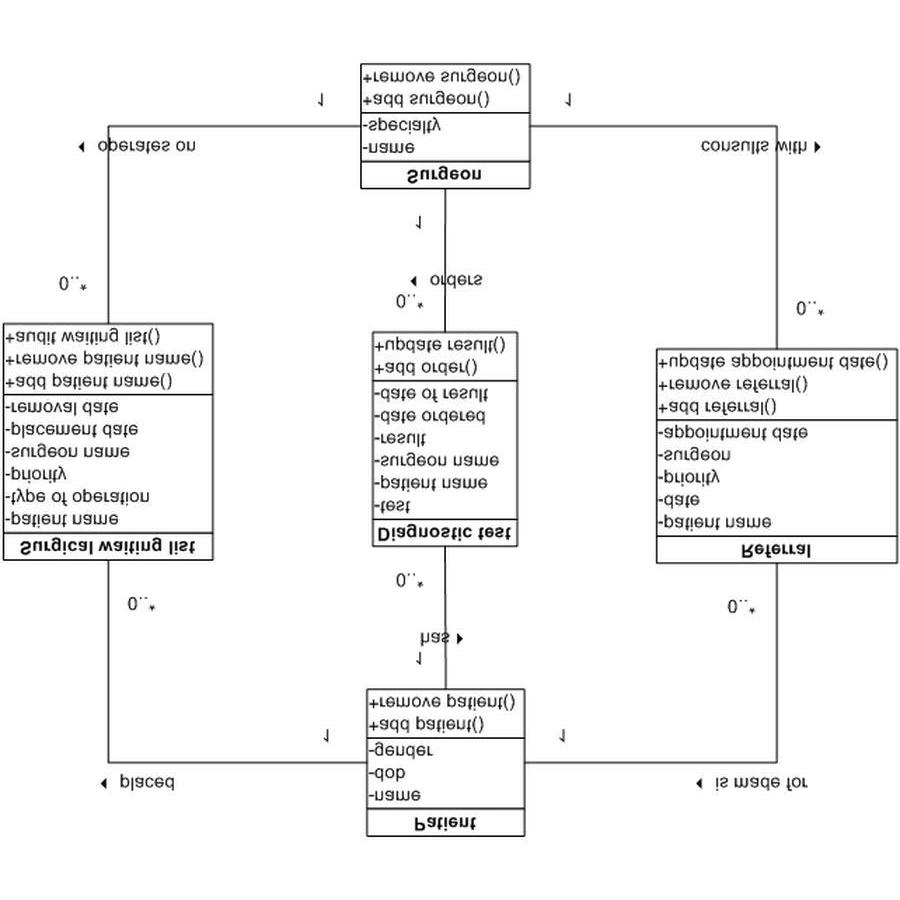 Patient
-name
-dob
-gender
+add patient()
+remove patient()
placed
1
is made for
1
1
has
0..*
0..*
0..*
Surgical waiting list
-patient name
-type of operation
-priority
-surgeon name
-placement date
-removal date
+add patient name()
+remove patient name()
+audit waiting list()
Diagnostic test
-test
-patient name
-surgeon name
-result
-date ordered
-date of result
+add order()
+update result()
Referral
-patient name
-date
-priority
-surgeon
-appointment date
+add referral()
+remove referral()
+update appointment date()
0..*
0..*
0..*
orders
1
operates on
1
consults with
1
Surgeon
-name
-specialty
+add surgeon()
+remove surgeon()